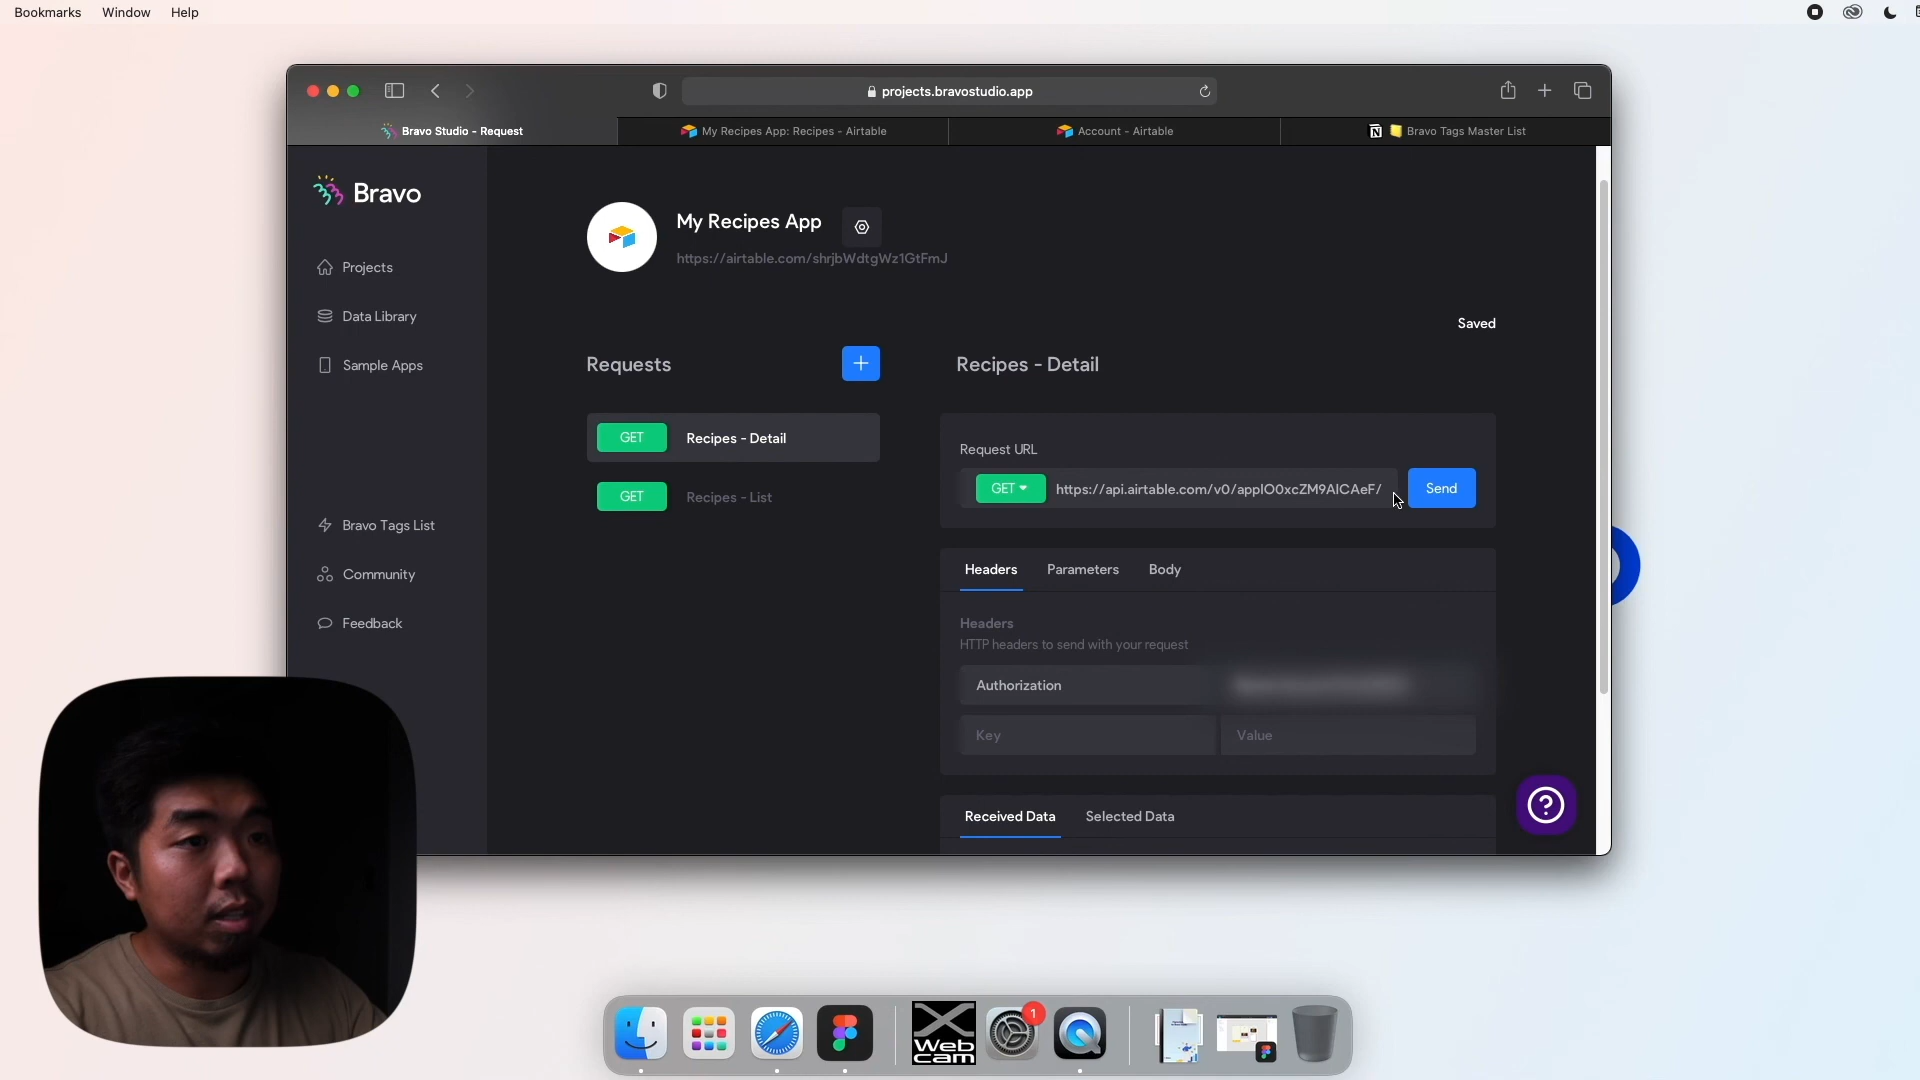 Bookmarks Window Help
projects.bravostudio.app
Bravo Studio - Request
My Recipes App: Recipes - Airtable
Account - Airtable
Bravo Tags Master List
Bravo
Projects
Data Library
Sample Apps
Bravo Tags List
Community
Feedback
My Recipes App
https://airtable.com/shrjbWdtgWz1GtFmJ
Saved
Requests
+
GET Recipes - Detail
GET Recipes - List
Recipes - Detail
Request URL
GET https://api.airtable.com/v0/applO0xcZM9AlCAeF/ Send
Headers Parameters Body
Headers
HTTP headers to send with your request
Authorization
Key Value
Received Data Selected Data
?
X
Web
cam
1